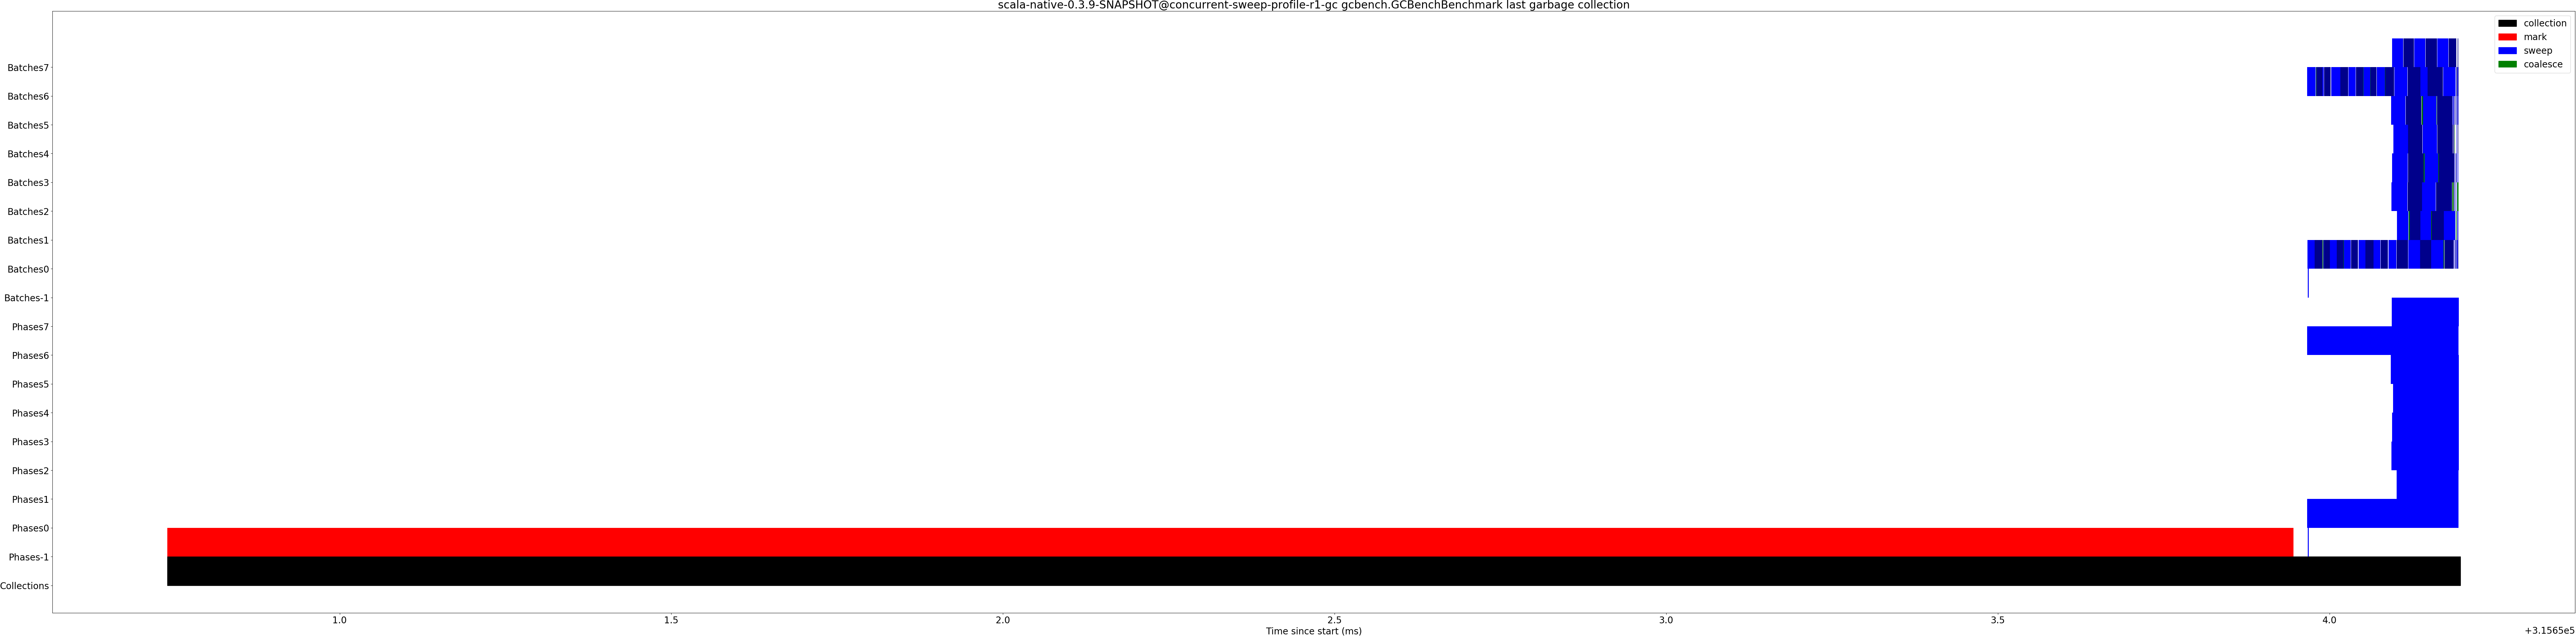 scala-native-0.3.9-SNAPSHOT@concurrent-sweep-profile-r1-gc gcbench.GCBenchBenchmark last garbage collection
collection
mark
sweep
coalesce
Batches7
Batches6
Batches5
Batches4
Batches3
Batches2
Batches1
Batches0
Batches-1
Phases7
Phases6
Phases5
Phases4
Phases3
Phases2
Phases1
Phases0
Phases-1
Collections
1.0 1.5 2.0 2.5 3.0 3.5 4.0
Time since start (ms)
+3.1565e5